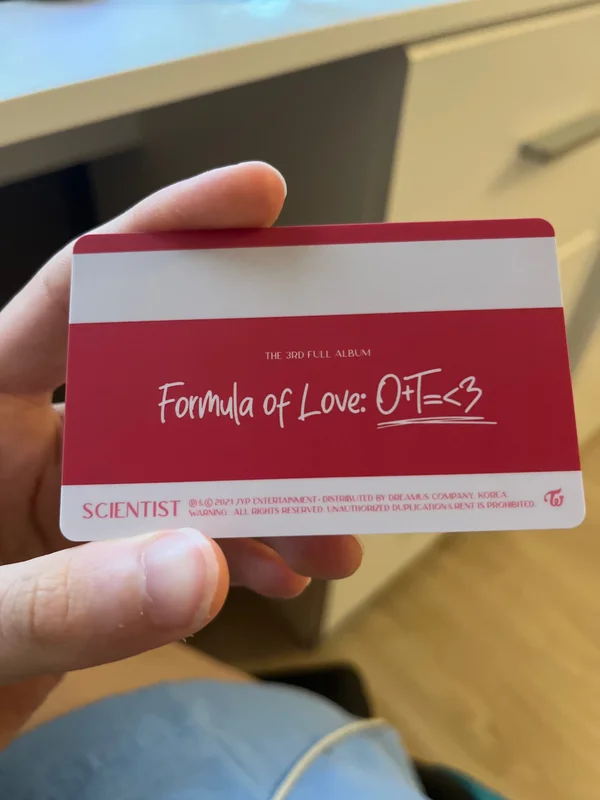 THE 3RD FULL ALBUM
Formula of Love: O+T=<3
SCIENTIST
℗&© 2021 JYP ENTERTAINMENT • DISTRIBUTED BY DREAMUS COMPANY. KOREA.
WARNING : ALL RIGHTS RESERVED. UNAUTHORIZED DUPLICATION & RENT IS PROHIBITED.